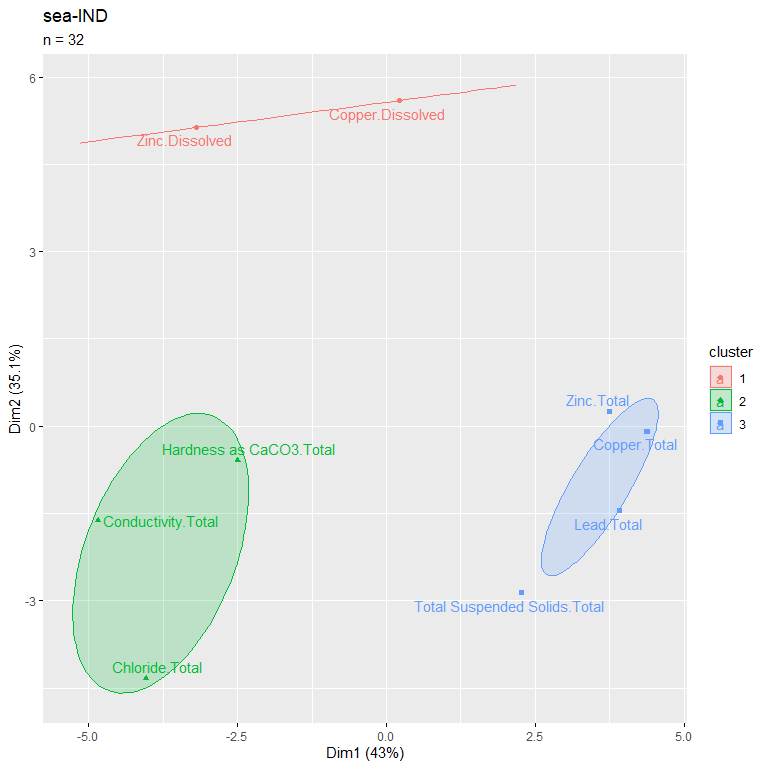 sea-IND
n = 32
6
3
0
-3
Dim2 (35.1%)
Zinc.Dissolved
Copper.Dissolved
Zinc.Total
Copper.Total
Hardness as CaCO3.Total
Conductivity.Total
Lead.Total
Total Suspended Solids.Total
Chloride.Total
-5.0
-2.5
0.0
2.5
5.0
Dim1 (43%)
cluster
a 1
a 2
a 3